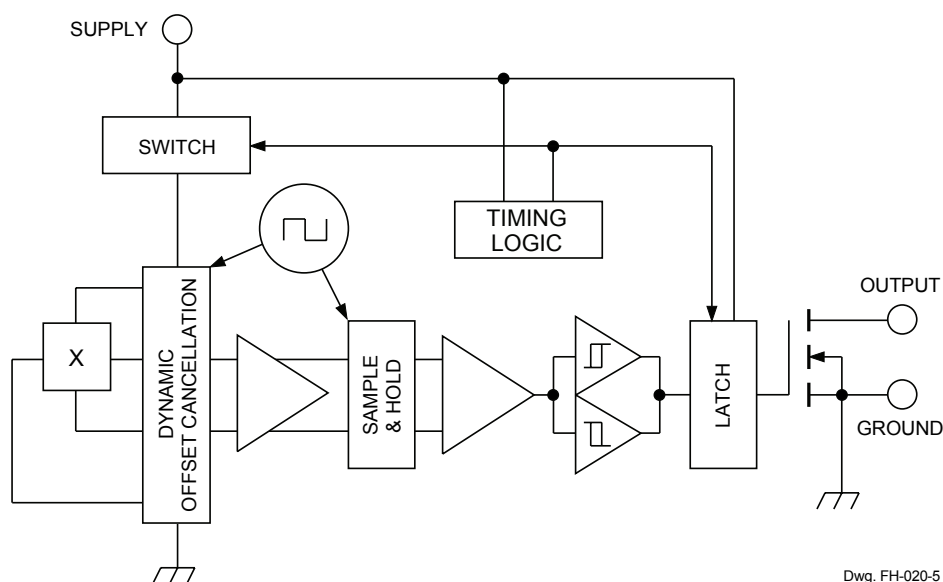 SUPPLY
SWITCH
TIMING
LOGIC
OUTPUT
X
DYNAMIC
OFFSET CANCELLATION
SAMPLE
& HOLD
LATCH
GROUND
Dwg. FH-020-5